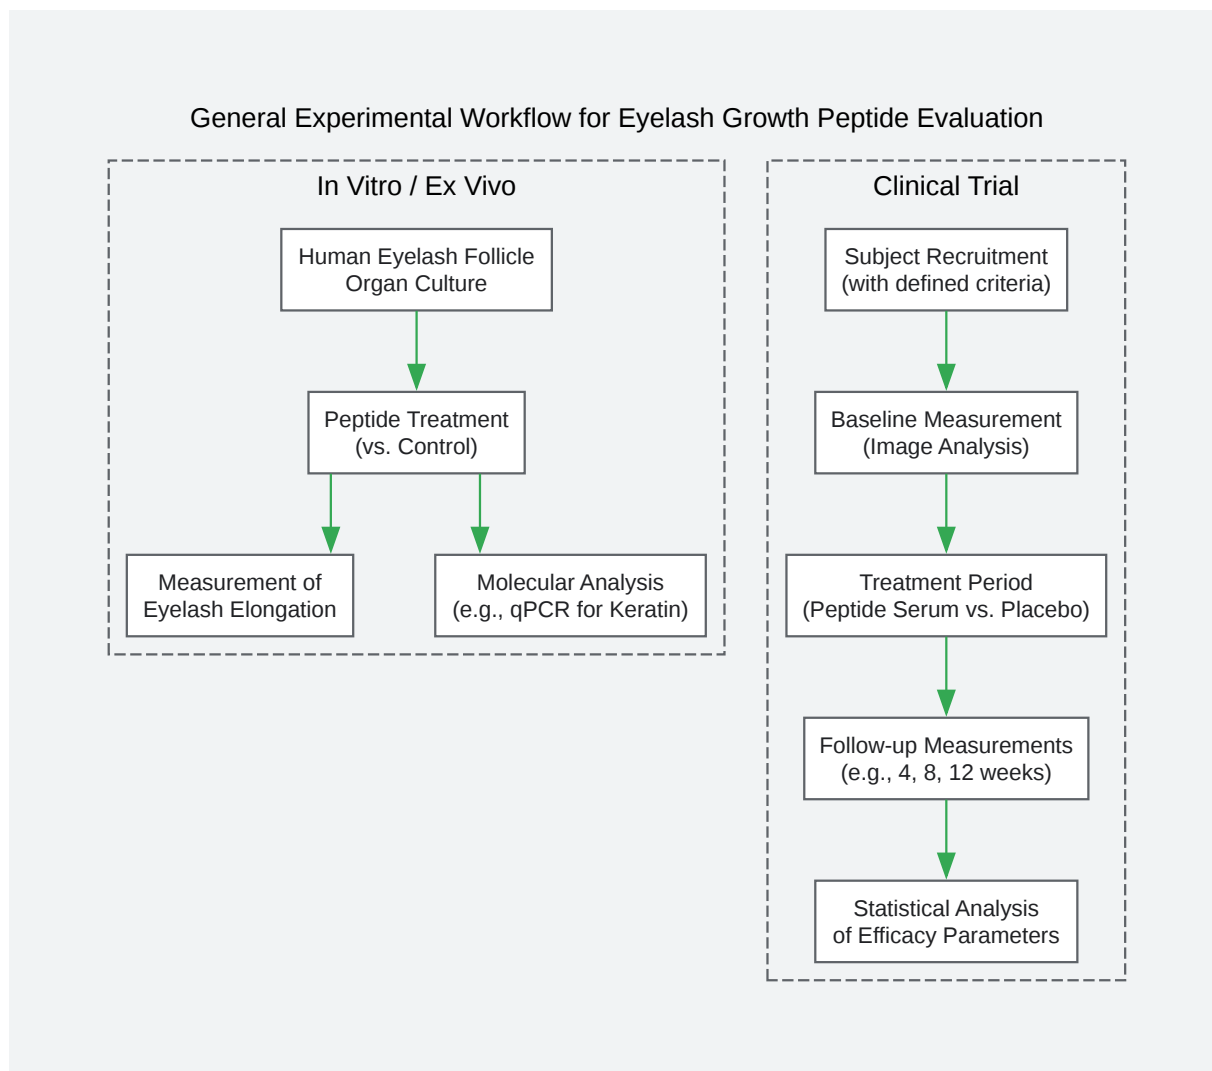 General Experimental Workflow for Eyelash Growth Peptide Evaluation
In Vitro / Ex Vivo
Human Eyelash Follicle
Organ Culture
Peptide Treatment
(vs. Control)
Measurement of
Eyelash Elongation
Molecular Analysis
(e.g., qPCR for Keratin)
Clinical Trial
Subject Recruitment
(with defined criteria)
Baseline Measurement
(Image Analysis)
Treatment Period
(Peptide Serum vs. Placebo)
Follow-up Measurements
(e.g., 4, 8, 12 weeks)
Statistical Analysis
of Efficacy Parameters